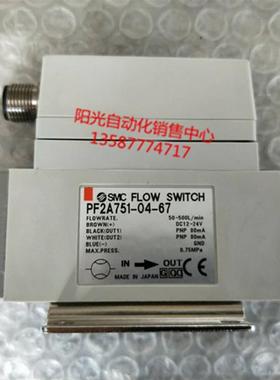 阳光自动化销售中心
13587774717
SMC FLOW SWITCH
PF2A751-04-67
FLOWRATE. 50-500L/min
BROWN(+) DC12-24V
BLACK(OUT1) PNP 80mA
WHITE(OUT2) PNP 80mA
BLUE(-) GND
MAX.PRESS. 0.75MPa
IN OUT
MADE IN JAPAN